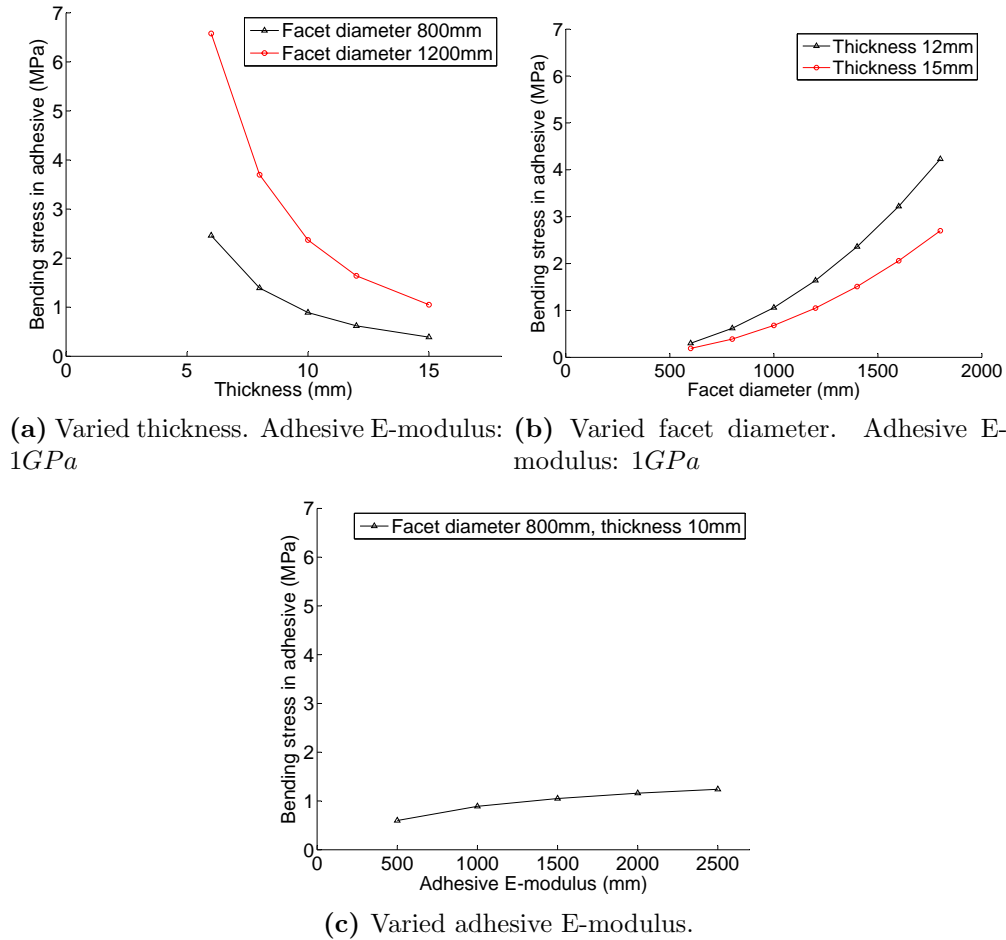 Facet diameter 800mm
Facet diameter 1200mm
Bending stress in adhesive (MPa)
7
6
5
4
3
2
1
0
0 5 10 15
Thickness (mm)
Thickness 12mm
Thickness 15mm
Bending stress in adhesive (MPa)
7
6
5
4
3
2
1
0
0 500 1000 1500 2000
Facet diameter (mm)
(a) Varied thickness. Adhesive E-modulus:
1GPa
(b) Varied facet diameter. Adhesive E-
modulus: 1GPa
Facet diameter 800mm, thickness 10mm
Bending stress in adhesive (MPa)
7
6
5
4
3
2
1
0
0 500 1000 1500 2000 2500
Adhesive E-modulus (mm)
(c) Varied adhesive E-modulus.